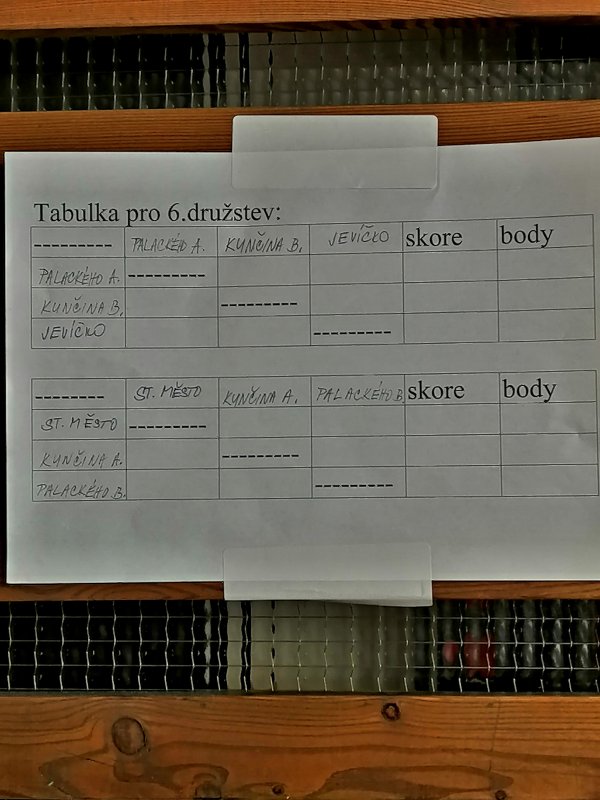 Tabulka pro 6.družstev:
--------- PALACKÉHO A. KUNČINA B. JEVÍČKO skore body
PALACKÉHO A. ---------
KUNČINA B. ---------
JEVÍČKO ---------
-------- ST. MĚSTO KUNČINA A. PALACKÉHO B. skore body
ST. MĚSTO ---------
KUNČINA A. ---------
PALACKÉHO B. ---------